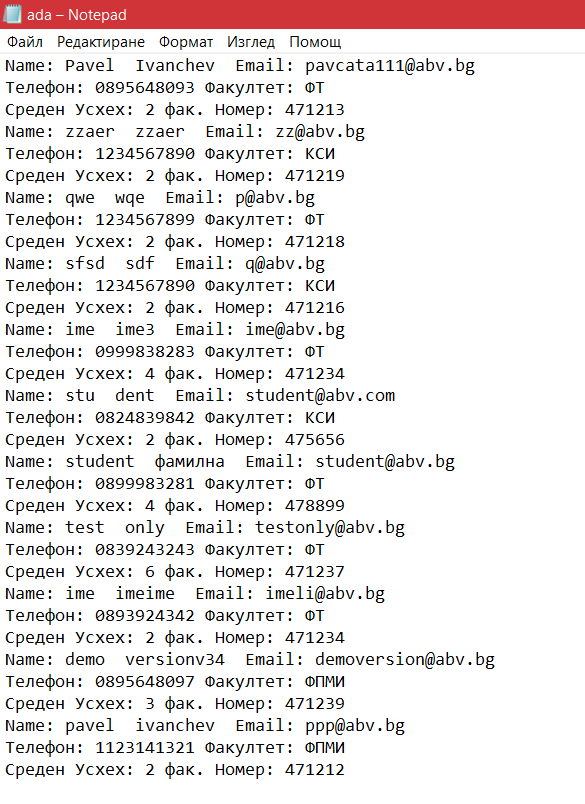 ada – Notepad
Файл Редактиране Формат Изглед Помощ
Name: Pavel  Ivanchev  Email: pavcata111@abv.bg
Телефон: 0895648093 Факултет: ФТ
Среден Усхех: 2 фак. Номер: 471213
Name: zzaer  zzaer  Email: zz@abv.bg
Телефон: 1234567890 Факултет: КСИ
Среден Усхех: 2 фак. Номер: 471219
Name: qwe  wqe  Email: p@abv.bg
Телефон: 1234567899 Факултет: ФТ
Среден Усхех: 2 фак. Номер: 471218
Name: sfsd  sdf  Email: q@abv.bg
Телефон: 1234567890 Факултет: КСИ
Среден Усхех: 2 фак. Номер: 471216
Name: ime  ime3  Email: ime@abv.bg
Телефон: 0999838283 Факултет: ФТ
Среден Усхех: 4 фак. Номер: 471234
Name: stu  dent  Email: student@abv.com
Телефон: 0824839842 Факултет: КСИ
Среден Усхех: 2 фак. Номер: 475656
Name: student  фамилна  Email: student@abv.bg
Телефон: 0899983281 Факултет: ФТ
Среден Усхех: 4 фак. Номер: 478899
Name: test  only  Email: testonly@abv.bg
Телефон: 0839243243 Факултет: ФТ
Среден Усхех: 6 фак. Номер: 471237
Name: ime  imeime  Email: imeli@abv.bg
Телефон: 0893924342 Факултет: ФТ
Среден Усхех: 2 фак. Номер: 471234
Name: demo  versionv34  Email: demoversion@abv.bg
Телефон: 0895648097 Факултет: ФПМИ
Среден Усхех: 3 фак. Номер: 471239
Name: pavel  ivanchev  Email: ppp@abv.bg
Телефон: 1123141321 Факултет: ФПМИ
Среден Усхех: 2 фак. Номер: 471212